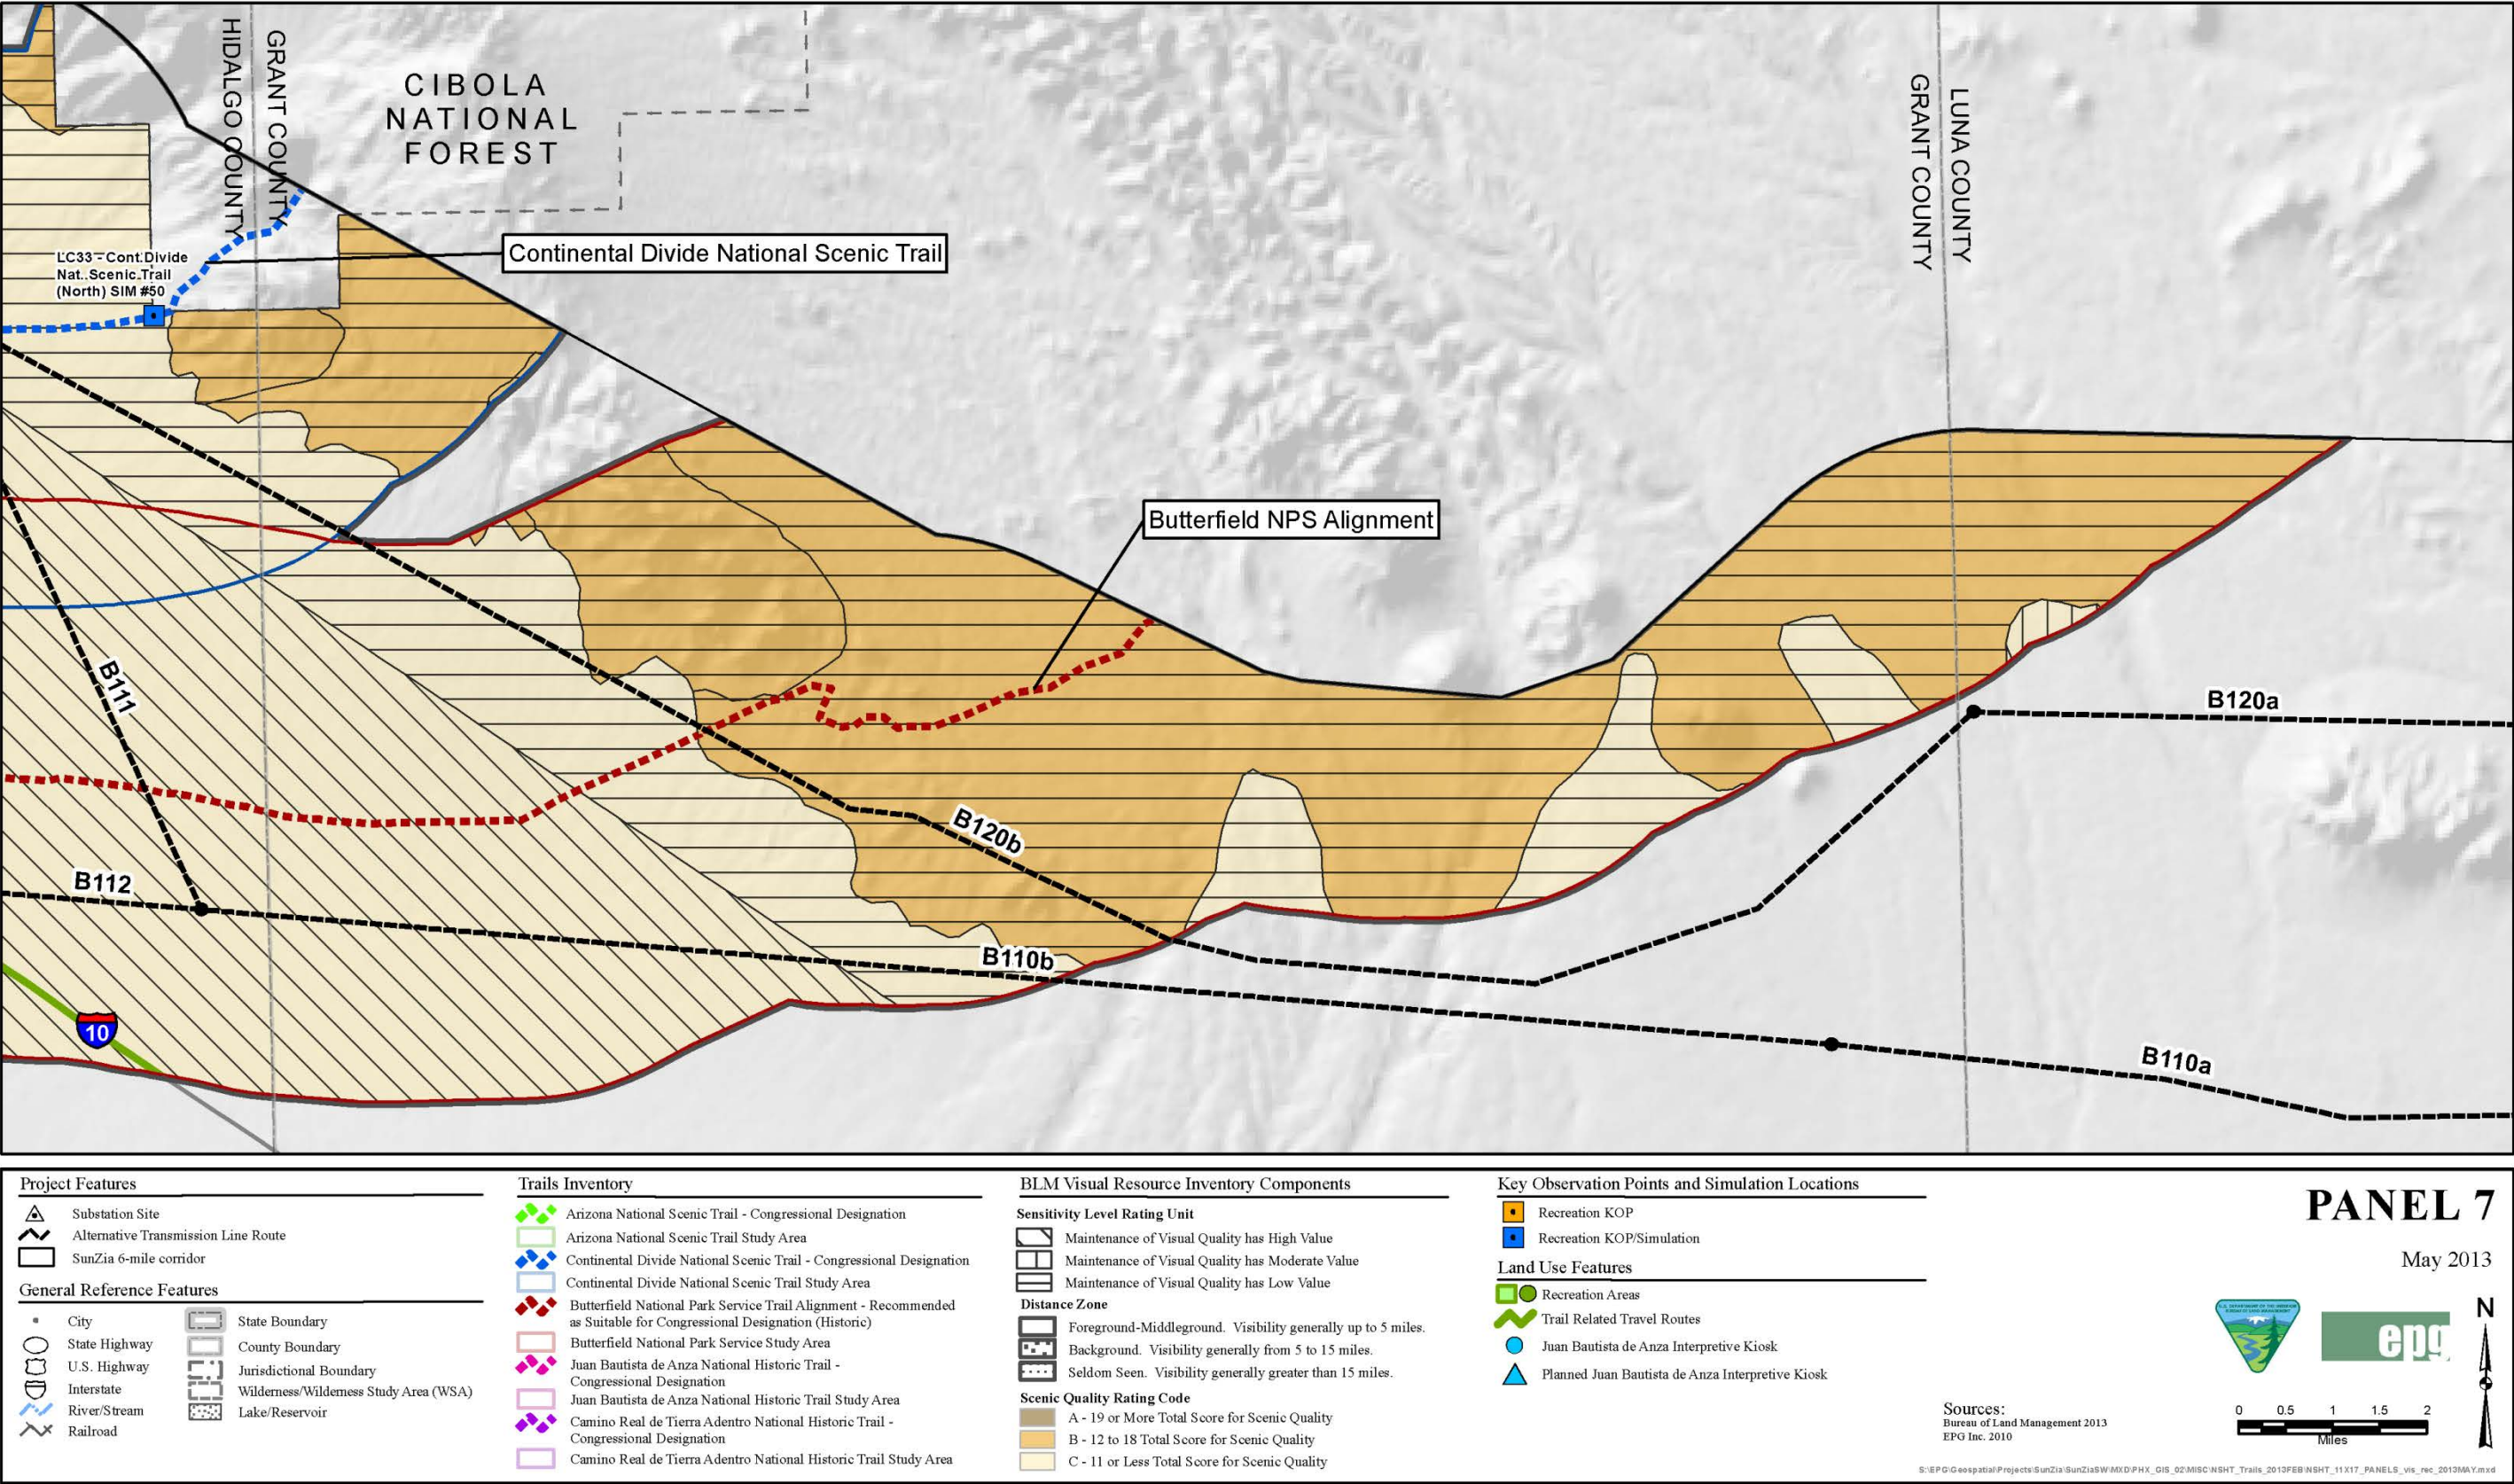 HIDALGO COUNTY
GRANT COUNTY
CIBOLA
NATIONAL
FOREST
GRANT COUNTY
LUNA COUNTY
Continental Divide National Scenic Trail
LC33 - Cont.Divide
Nat. Scenic Trail
(North) SIM #50
Butterfield NPS Alignment
B111
B120a
B120b
B112
B110b
10
B110a
Project Features
Substation Site
Alternative Transmission Line Route
SunZia 6-mile corridor
General Reference Features
City
State Highway
U.S. Highway
Interstate
River/Stream
Railroad
State Boundary
County Boundary
Jurisdictional Boundary
Wilderness/Wilderness Study Area (WSA)
Lake/Reservoir
Trails Inventory
Arizona National Scenic Trail - Congressional Designation
Arizona National Scenic Trail Study Area
Continental Divide National Scenic Trail - Congressional Designation
Continental Divide National Scenic Trail Study Area
Butterfield National Park Service Trail Alignment - Recommended
as Suitable for Congressional Designation (Historic)
Butterfield National Park Service Study Area
Juan Bautista de Anza National Historic Trail -
Congressional Designation
Juan Bautista de Anza National Historic Trail Study Area
Camino Real de Tierra Adentro National Historic Trail -
Congressional Designation
Camino Real de Tierra Adentro National Historic Trail Study Area
BLM Visual Resource Inventory Components
Sensitivity Level Rating Unit
Maintenance of Visual Quality has High Value
Maintenance of Visual Quality has Moderate Value
Maintenance of Visual Quality has Low Value
Distance Zone
Foreground-Middleground. Visibility generally up to 5 miles.
Background. Visibility generally from 5 to 15 miles.
Seldom Seen. Visibility generally greater than 15 miles.
Scenic Quality Rating Code
A - 19 or More Total Score for Scenic Quality
B - 12 to 18 Total Score for Scenic Quality
C - 11 or Less Total Score for Scenic Quality
Key Observation Points and Simulation Locations
Recreation KOP
Recreation KOP/Simulation
Land Use Features
Recreation Areas
Trail Related Travel Routes
Juan Bautista de Anza Interpretive Kiosk
Planned Juan Bautista de Anza Interpretive Kiosk
PANEL 7
May 2013
epg
N
Sources:
Bureau of Land Management 2013
EPG Inc. 2010
0 0.5 1 1.5 2
Miles
S:\EPG\Geospatial\Projects\SunZia\SunZiaSW\MXD\PHX_GIS_02\MISC\NSHT_Trails_2013FEB\NSHT_11X17_PANELS_vis_rec_2013MAY.mxd